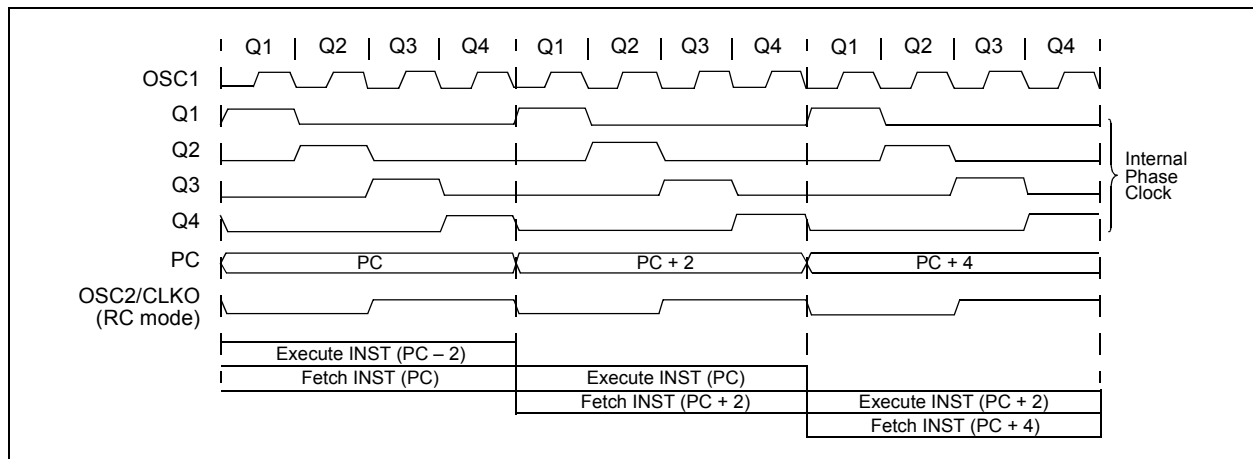 Q1 Q2 Q3 Q4 Q1 Q2 Q3 Q4 Q1 Q2 Q3 Q4
OSC1
Q1
Q2
Q3
Q4
Internal
Phase
Clock
PC PC PC + 2 PC + 4
OSC2/CLKO
(RC mode)
Execute INST (PC – 2)
Fetch INST (PC) Execute INST (PC)
Fetch INST (PC + 2) Execute INST (PC + 2)
Fetch INST (PC + 4)